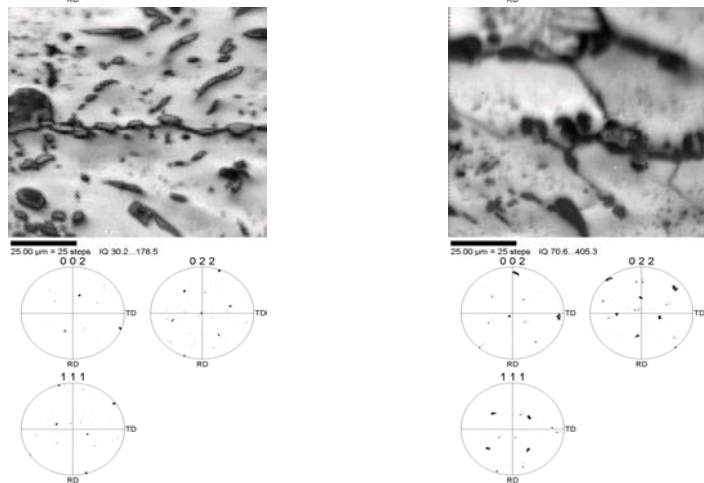 RD
RD
25.00 µm = 25 steps IQ 30.2...178.5
25.00 µm = 25 steps IQ 70.6...405.3
0 0 2
0 2 2
0 0 2
0 2 2
TD
TD
TD
TD
RD
RD
RD
RD
1 1 1
1 1 1
TD
TD
RD
RD